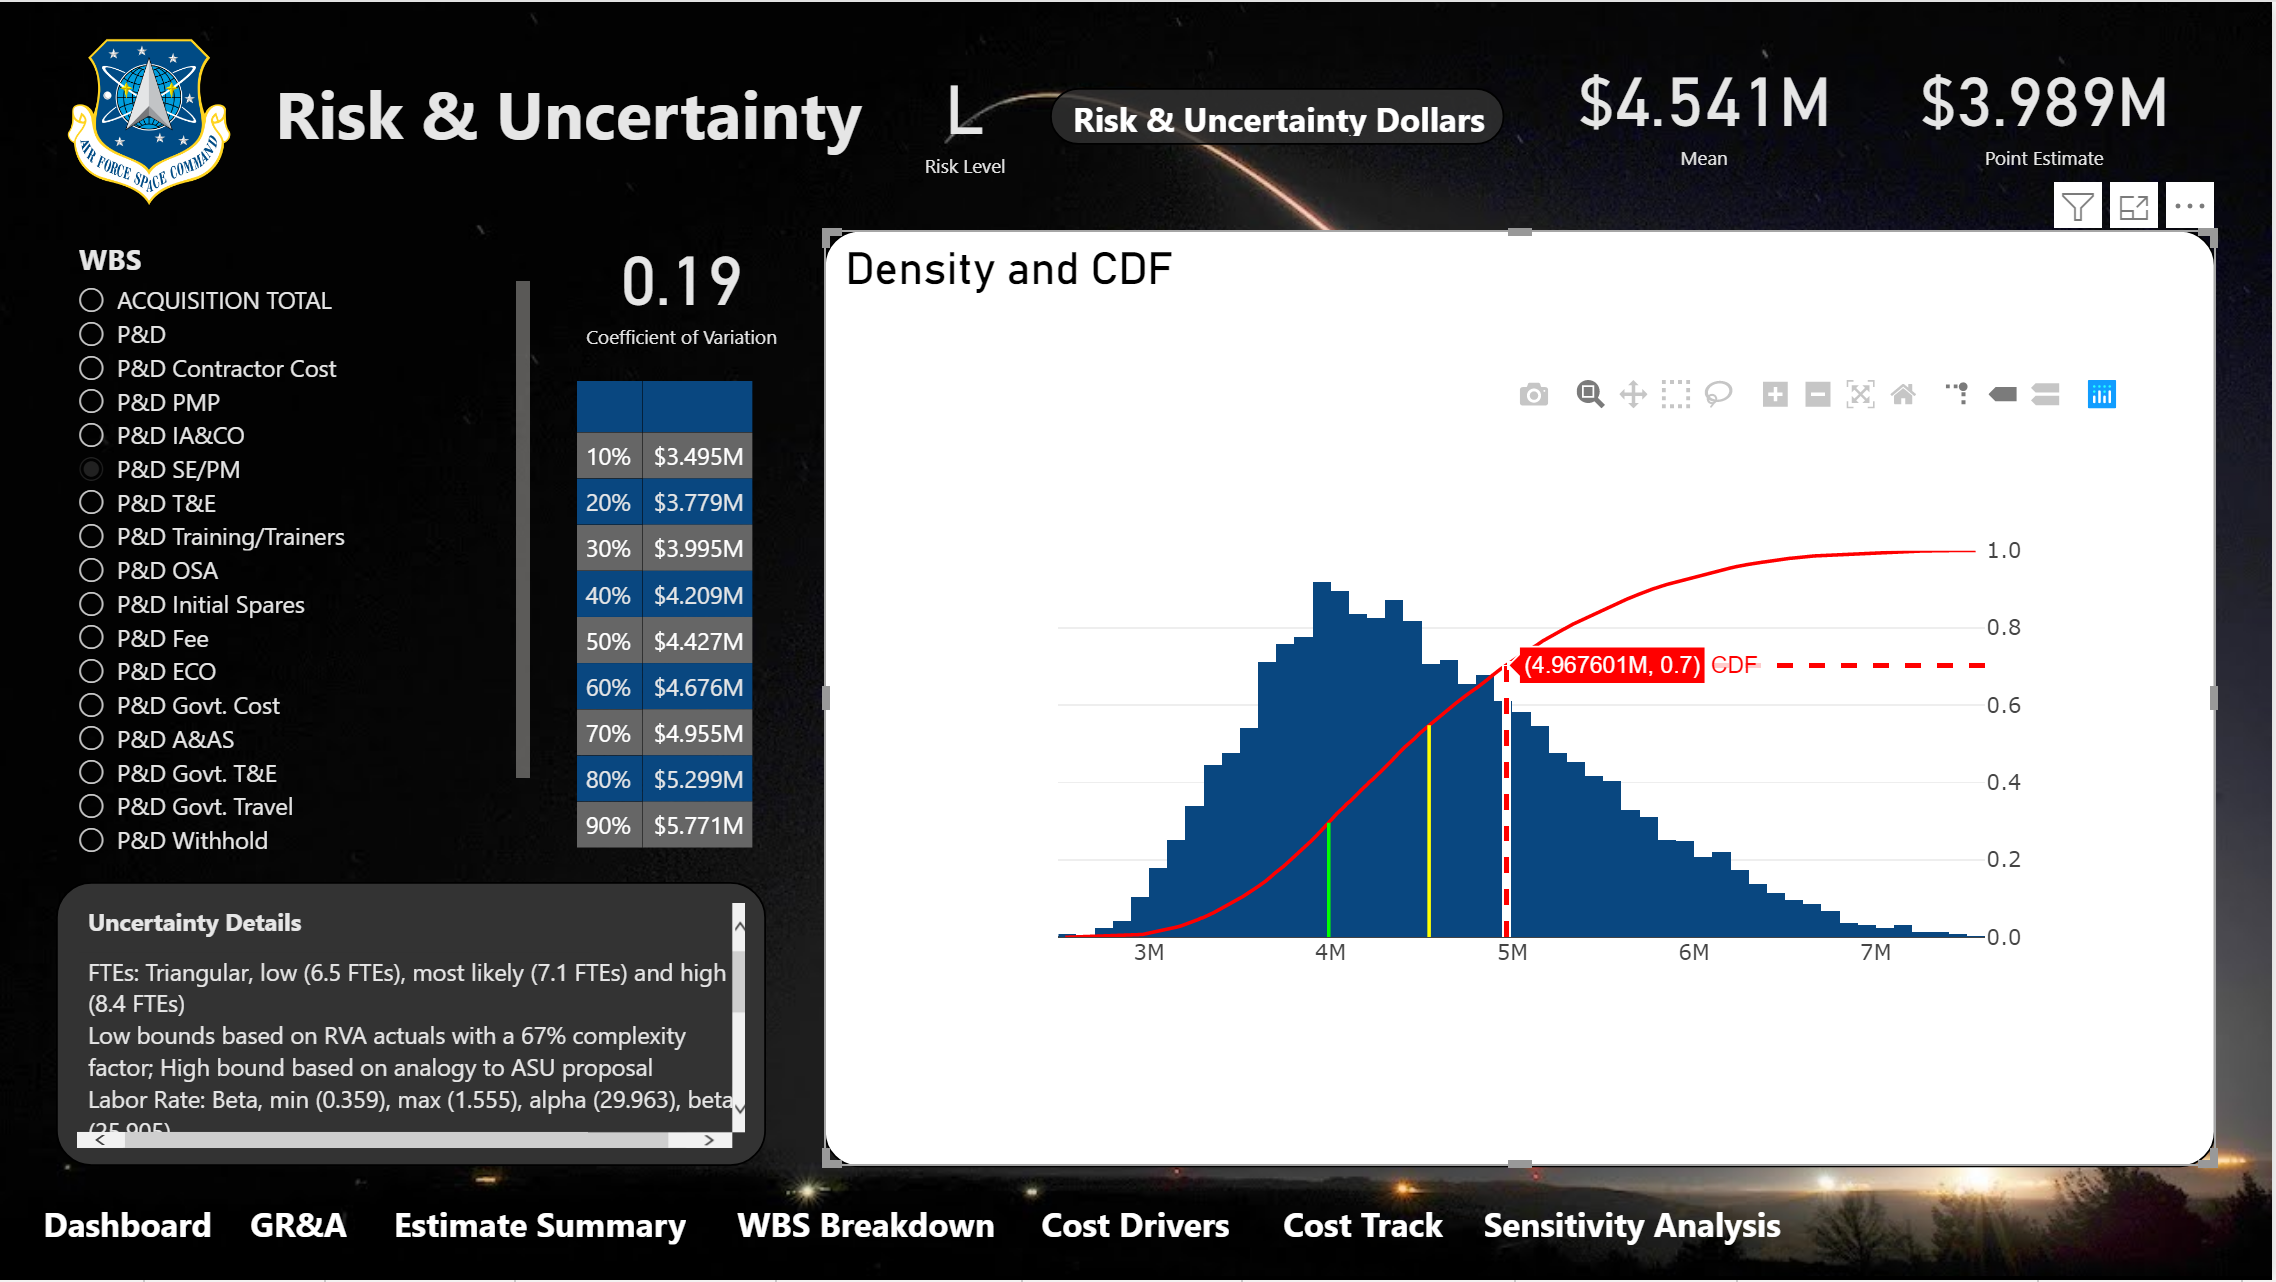 AIR FORCE SPACE COMMAND
Risk & Uncertainty
L
Risk Level
Risk & Uncertainty Dollars
$4.541M
Mean
$3.989M
Point Estimate
WBS
ACQUISITION TOTAL
P&D
P&D Contractor Cost
P&D PMP
P&D IA&CO
P&D SE/PM
P&D T&E
P&D Training/Trainers
P&D OSA
P&D Initial Spares
P&D Fee
P&D ECO
P&D Govt. Cost
P&D A&AS
P&D Govt. T&E
P&D Govt. Travel
P&D Withhold
0.19
Coefficient of Variation
10% $3.495M
20% $3.779M
30% $3.995M
40% $4.209M
50% $4.427M
60% $4.676M
70% $4.955M
80% $5.299M
90% $5.771M
Uncertainty Details
FTEs: Triangular, low (6.5 FTEs), most likely (7.1 FTEs) and high
(8.4 FTEs)
Low bounds based on RVA actuals with a 67% complexity
factor; High bound based on analogy to ASU proposal
Labor Rate: Beta, min (0.359), max (1.555), alpha (29.963), beta
(25.905)
Density and CDF
1.0
0.8
(4.967601M, 0.7) CDF
0.6
0.4
0.2
0.0
3M 4M 5M 6M 7M
Dashboard GR&A Estimate Summary WBS Breakdown Cost Drivers Cost Track Sensitivity Analysis